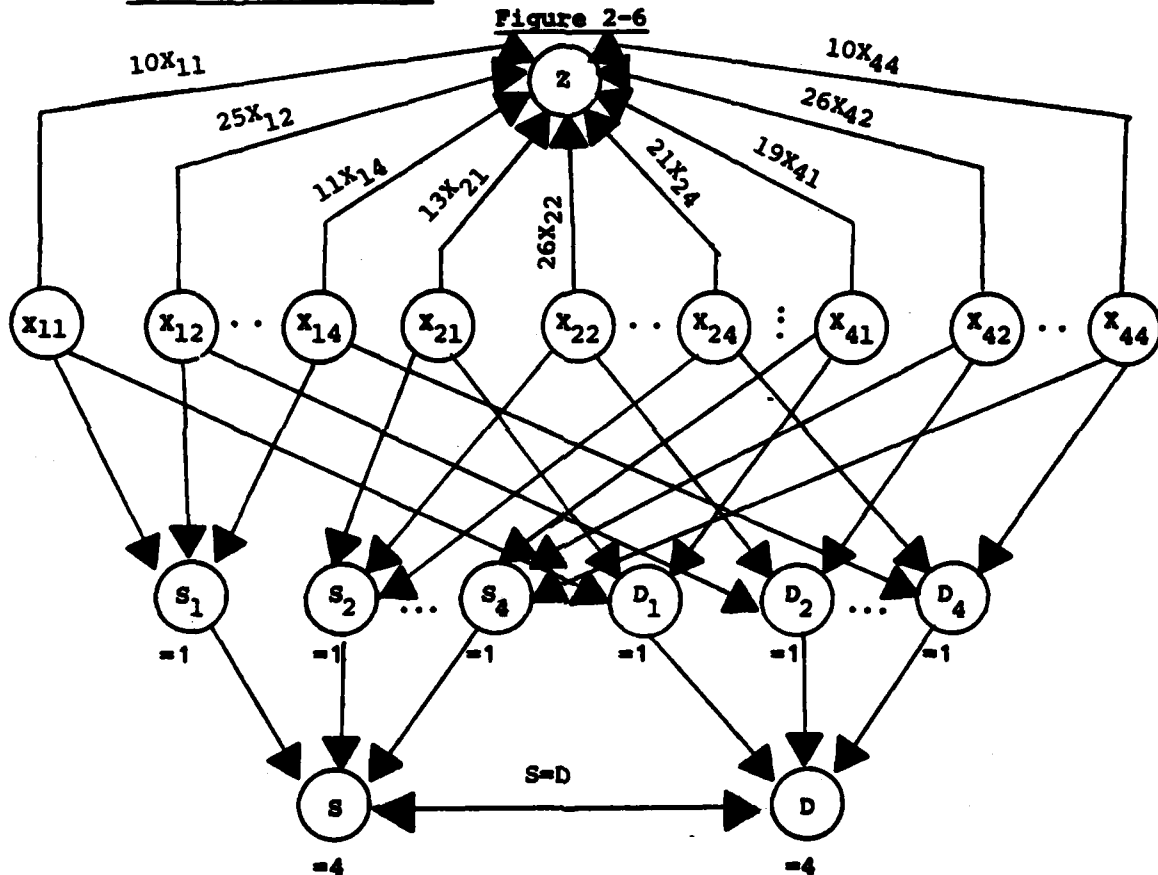 Figure 2-6
Z
10X11
25X12
11X14
13X21
26X22
21X24
19X41
26X42
10X44
X11
X12 ..
X14
X21
X22 ..
X24 :
X41
X42 ..
X44
S1
S2 ...
S4
D1
D2 ...
D4
=1
=1
=1
=1
=1
=1
S=D
S
D
=4
=4